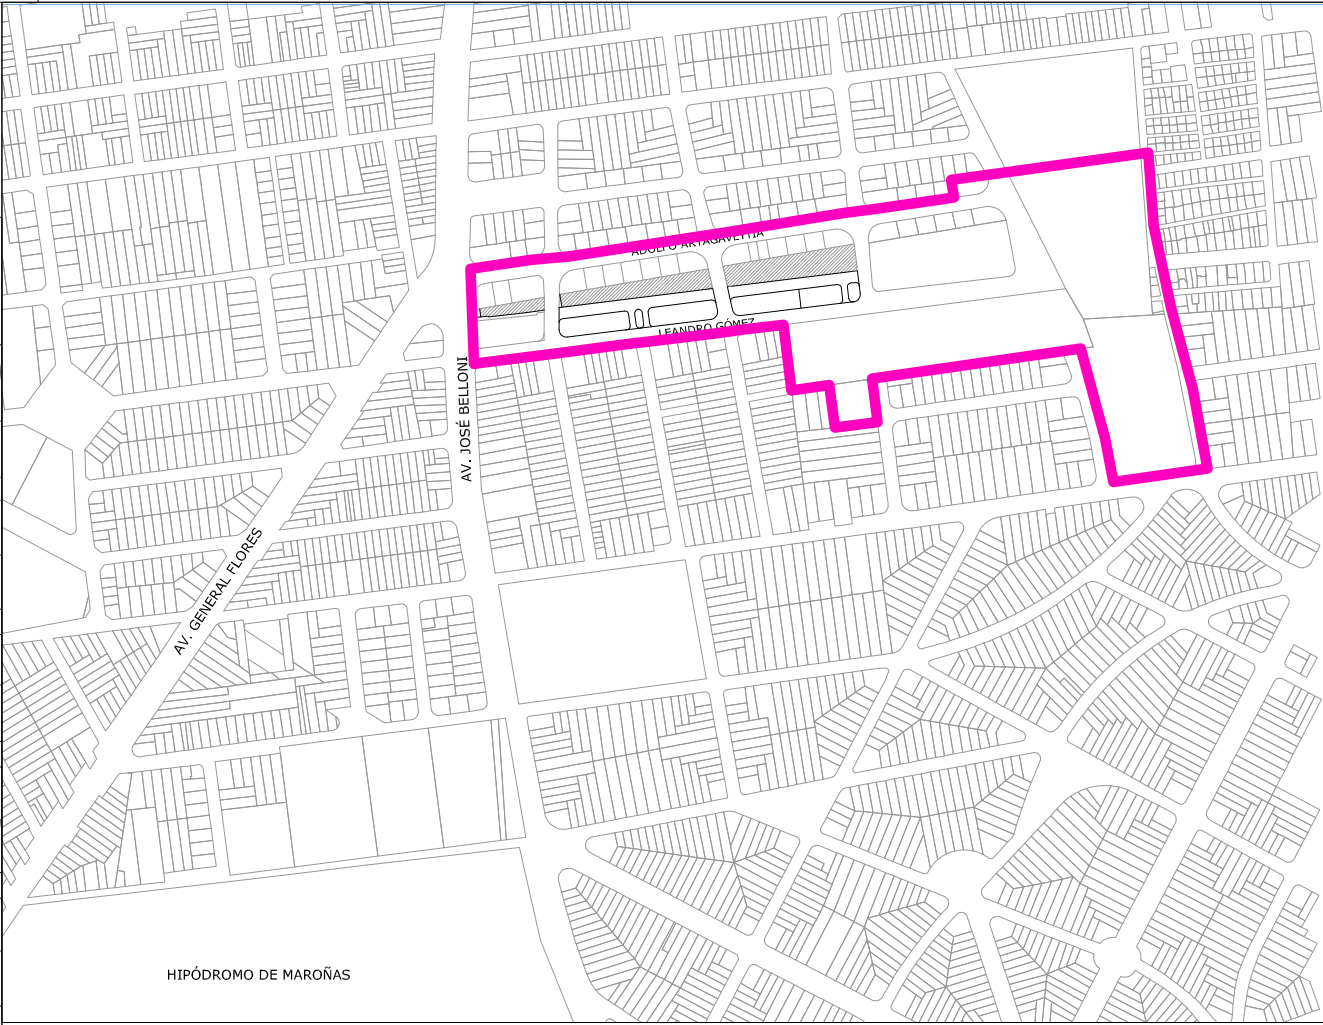 ADOLFO ARTAGAVEYTIA
LEANDRO GÓMEZ
AV. JOSÉ BELLONI
AV. GENERAL FLORES
HIPÓDROMO DE MAROÑAS